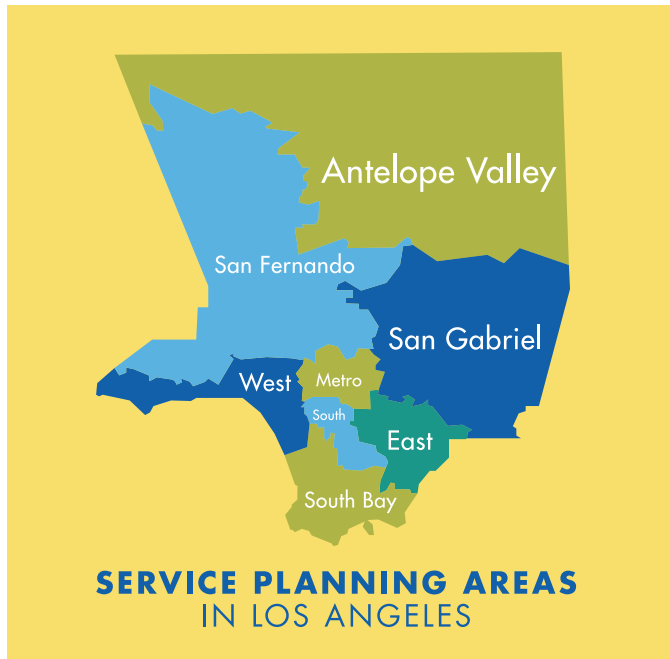 Antelope Valley
San Fernando
San Gabriel
West
Metro
South
East
South Bay
SERVICE PLANNING AREAS
IN LOS ANGELES